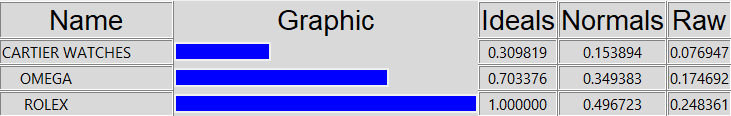 Name Graphic Ideals Normals Raw
CARTIER WATCHES 0.309819 0.153894 0.076947
OMEGA 0.703376 0.349383 0.174692
ROLEX 1.000000 0.496723 0.248361